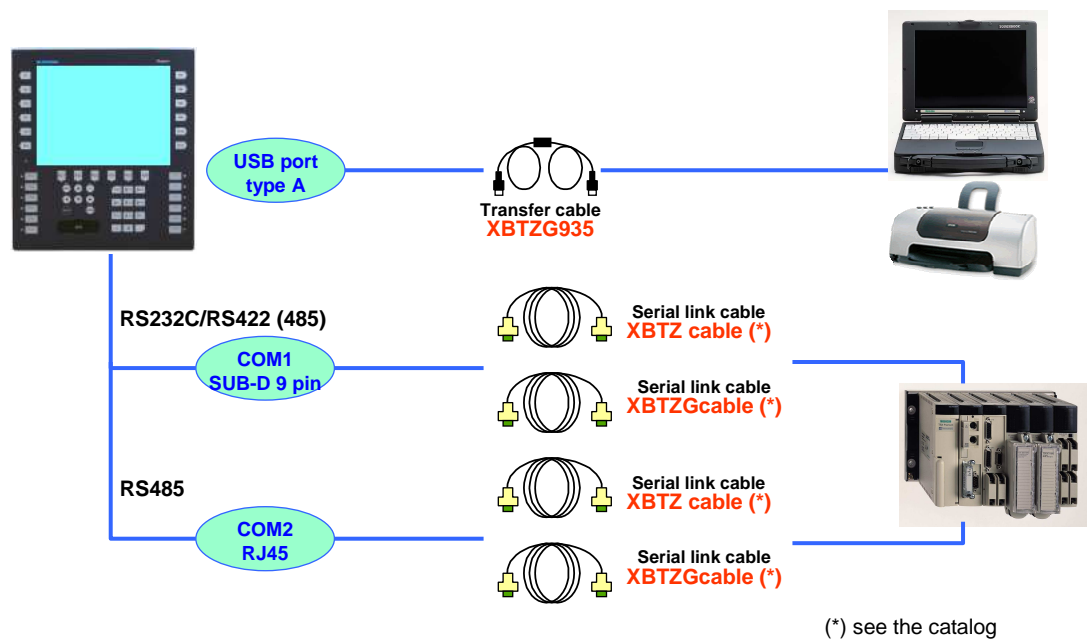 USB port
type A
Transfer cable
XBTZG935
RS232C/RS422 (485)
COM1
SUB-D 9 pin
Serial link cable
XBTZ cable (*)
Serial link cable
XBTZGcable (*)
RS485
COM2
RJ45
Serial link cable
XBTZ cable (*)
Serial link cable
XBTZGcable (*)
(*) see the catalog